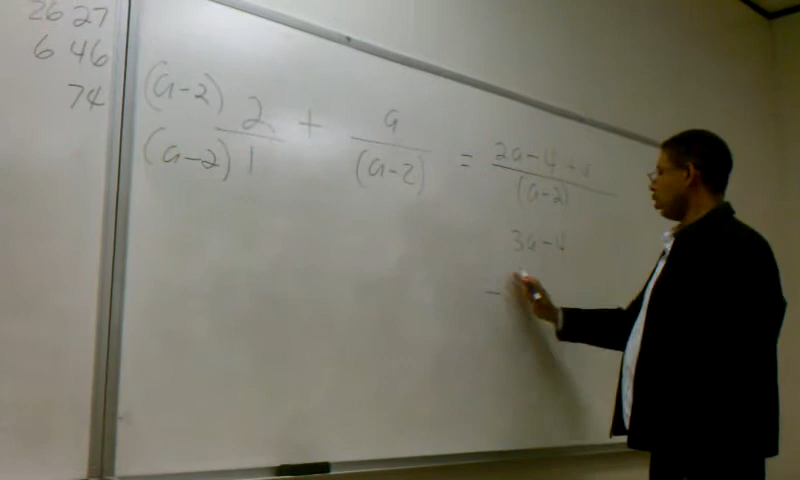 26 27
6 46
74
(a-2) 2 + a = 2a - 4 +
(a-2) 1 (a-2) (a-2)
3a - 4
-